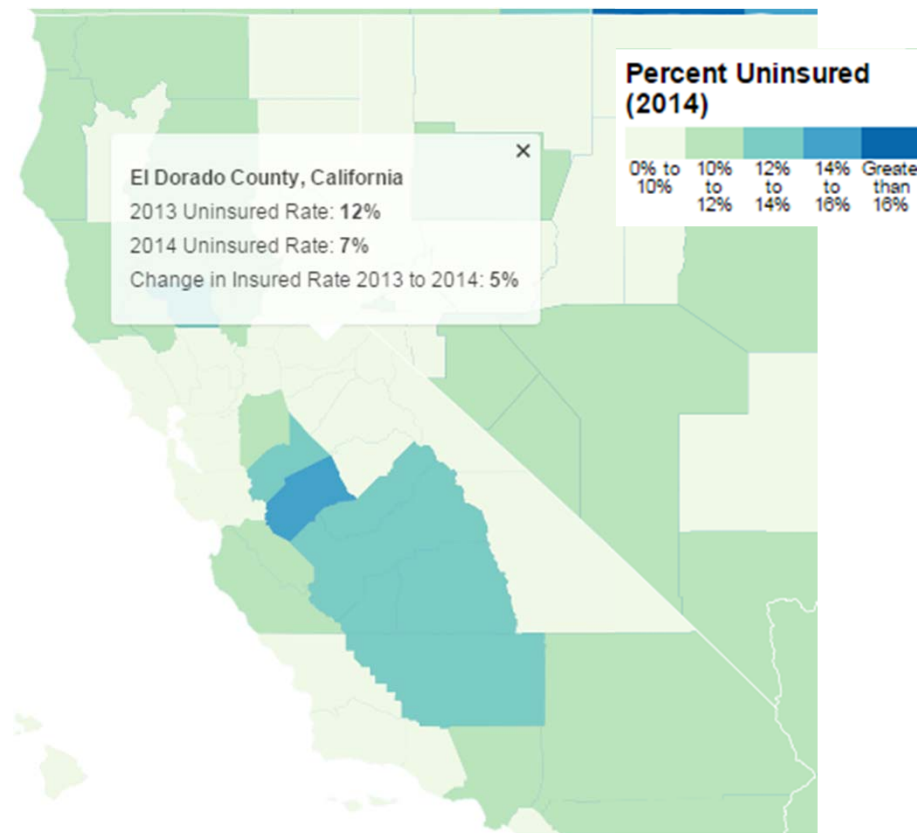 Percent Uninsured
(2014)
0% to 10% 12% 14% Greate
10% to to to than
12% 14% 16% 16%
×
El Dorado County, California
2013 Uninsured Rate: 12%
2014 Uninsured Rate: 7%
Change in Insured Rate 2013 to 2014: 5%